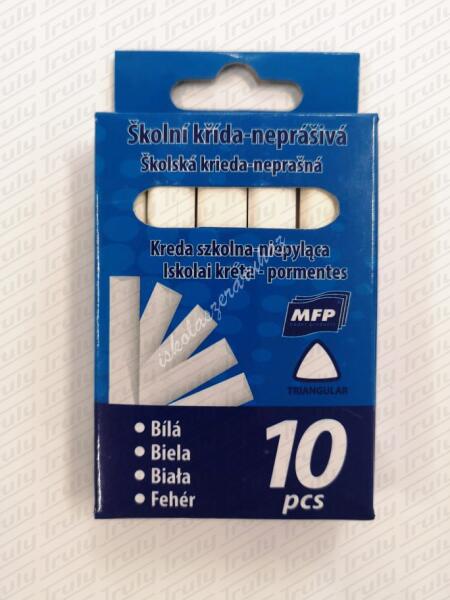 Školní křída-neprášivá
Školská krieda-neprašná
Kreda szkolna-niepyląca
Iskolai kréta - pormentes
MFP
TRIANGULAR
Bílá
Biela
Biała
Fehér
10
pcs
Truly